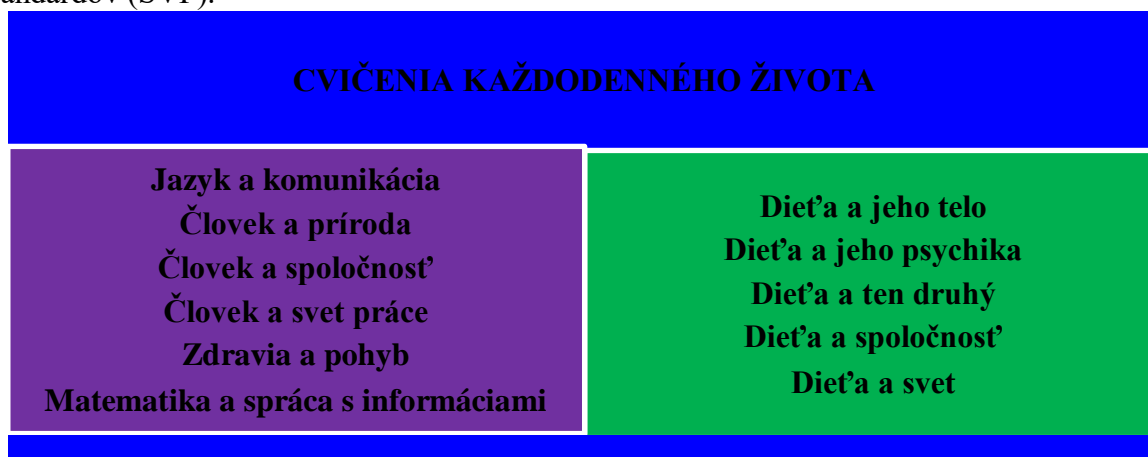 CVIČENIA KAŽDODENNÉHO ŽIVOTA
Jazyk a komunikácia
Človek a príroda
Človek a spoločnosť
Človek a svet práce
Zdravia a pohyb
Matematika a spráca s informáciami
Dieťa a jeho telo
Dieťa a jeho psychika
Dieťa a ten druhý
Dieťa a spoločnosť
Dieťa a svet